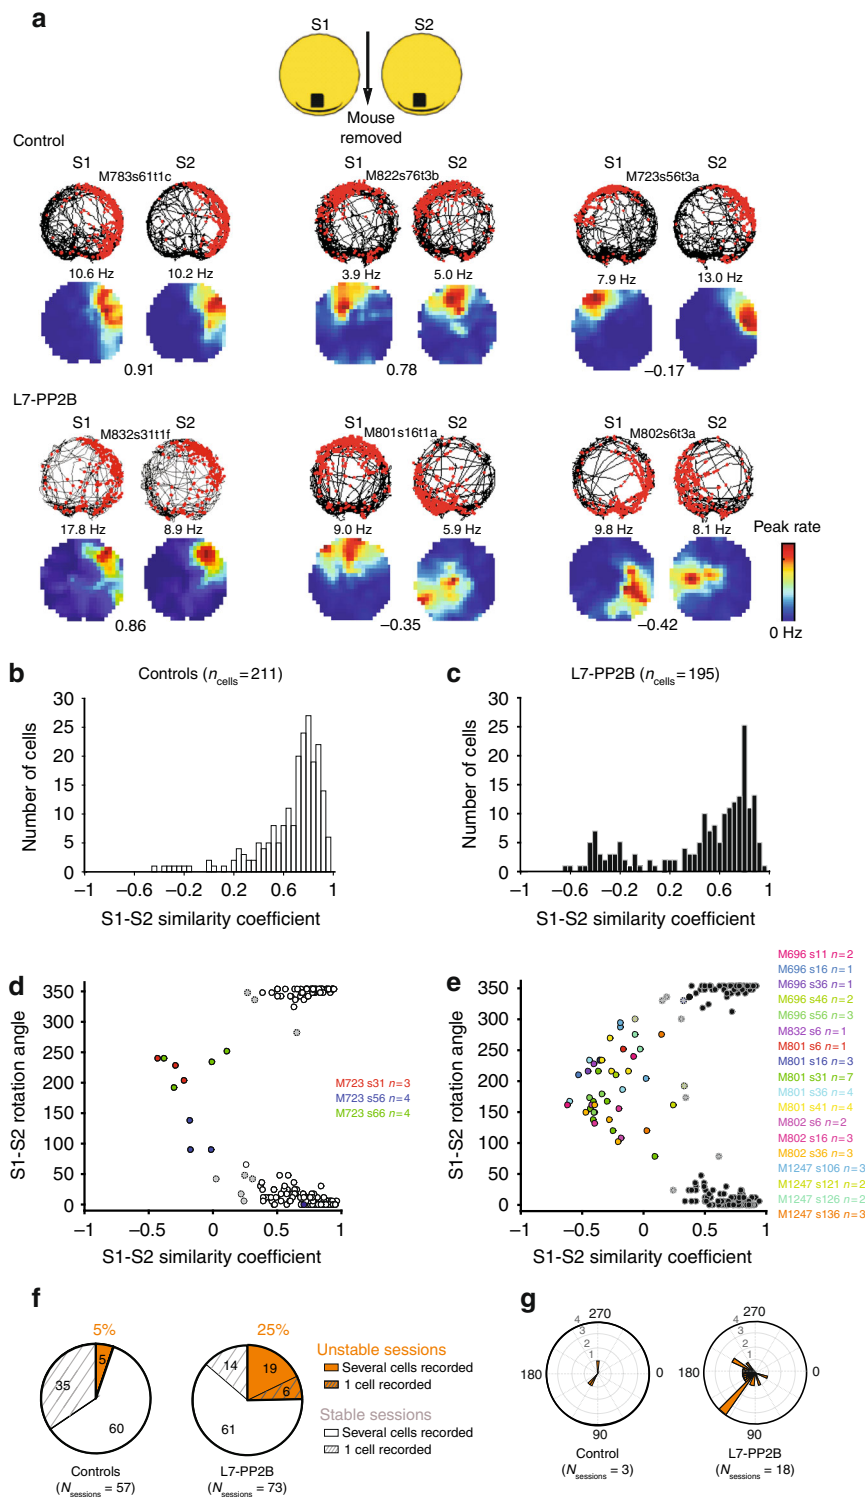 a
S1 S2
Mouse
removed
Control
S1 S2 S1 S2 S1 S2
M783s61t1c M822s76t3b M723s56t3a
10.6 Hz 10.2 Hz 3.9 Hz 5.0 Hz 7.9 Hz 13.0 Hz
0.91 0.78 −0.17
L7-PP2B
S1 S2 S1 S2 S1 S2
M832s31t1f M801s16t1a M802s6t3a
17.8 Hz 8.9 Hz 9.0 Hz 5.9 Hz 9.8 Hz 8.1 Hz
Peak rate
0 Hz
0.86 −0.35 −0.42
b
Controls (ncells=211)
Number of cells
30
25
20
15
10
5
0
−1 −0.6 −0.2 0.2 0.6 1
S1-S2 similarity coefficient
c
L7-PP2B (ncells=195)
Number of cells
30
25
20
15
10
5
0
−1 −0.6 −0.2 0.2 0.6 1
S1-S2 similarity coefficient
d
S1-S2 rotation angle
350
300
250
200
150
100
50
0
−1 −0.5 0 0.5 1
S1-S2 similarity coefficient
M723 s31 n=3
M723 s56 n=4
M723 s66 n=4
e
S1-S2 rotation angle
350
300
250
200
150
100
50
0
−1 −0.5 0 0.5 1
S1-S2 similarity coefficient
M696 s11 n=2
M696 s16 n=1
M696 s36 n=1
M696 s46 n=2
M696 s56 n=3
M832 s6 n=1
M801 s6 n=1
M801 s16 n=3
M801 s31 n=7
M801 s36 n=4
M801 s41 n=4
M802 s6 n=2
M802 s16 n=3
M802 s36 n=3
M1247 s106 n=3
M1247 s121 n=2
M1247 s126 n=2
M1247 s136 n=3
f
5% 25%
5
35
60
14
19
6
61
Controls
(Nsessions = 57)
L7-PP2B
(Nsessions = 73)
Unstable sessions
Several cells recorded
1 cell recorded
Stable sessions
Several cells recorded
1 cell recorded
g
270
4
3
2
1
180 0
90
Control
(Nsessions = 3)
270
4
3
2
1
180 0
90
L7-PP2B
(Nsessions = 18)